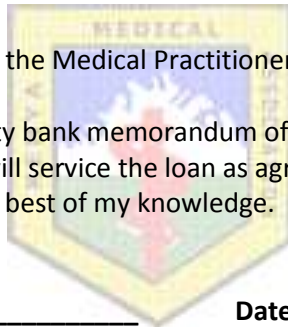 MEDICAL
the Medical Practitioner
ty bank memorandum of
ill service the loan as agr
best of my knowledge.
Date